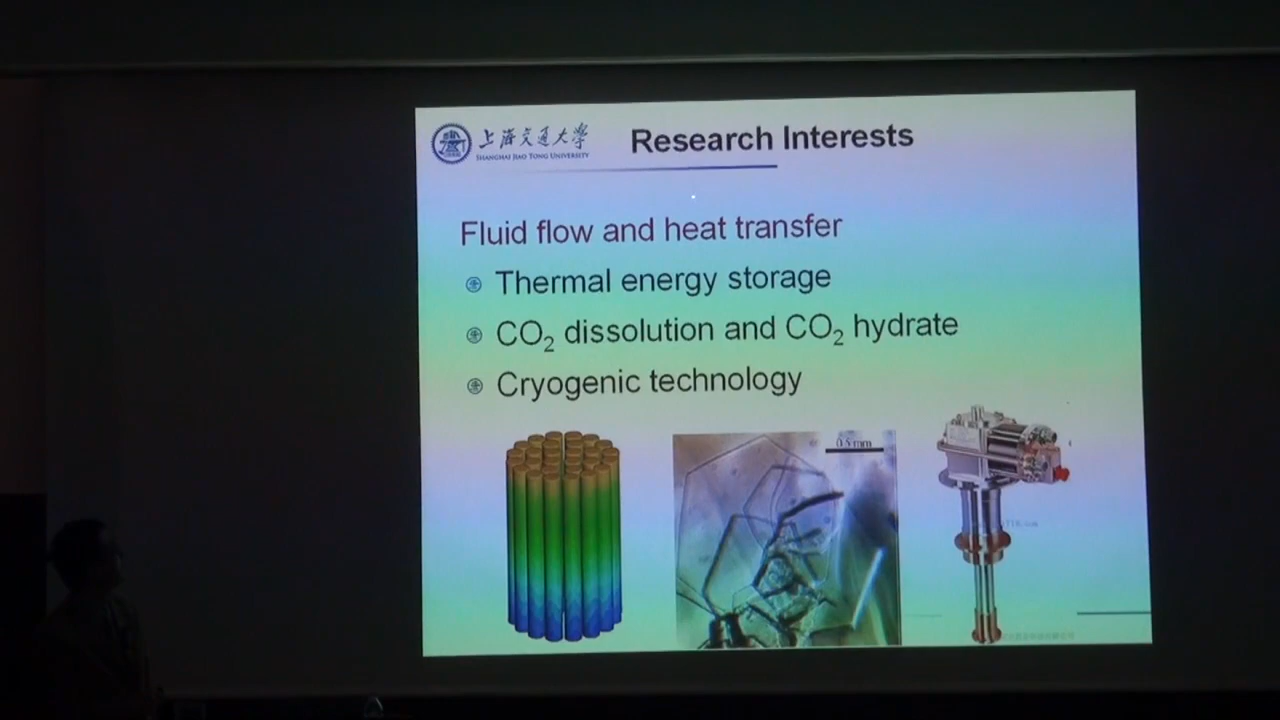 上海交通大学
SHANGHAI JIAO TONG UNIVERSITY
Research Interests
Fluid flow and heat transfer
Thermal energy storage
CO₂ dissolution and CO₂ hydrate
Cryogenic technology
0.5 mm